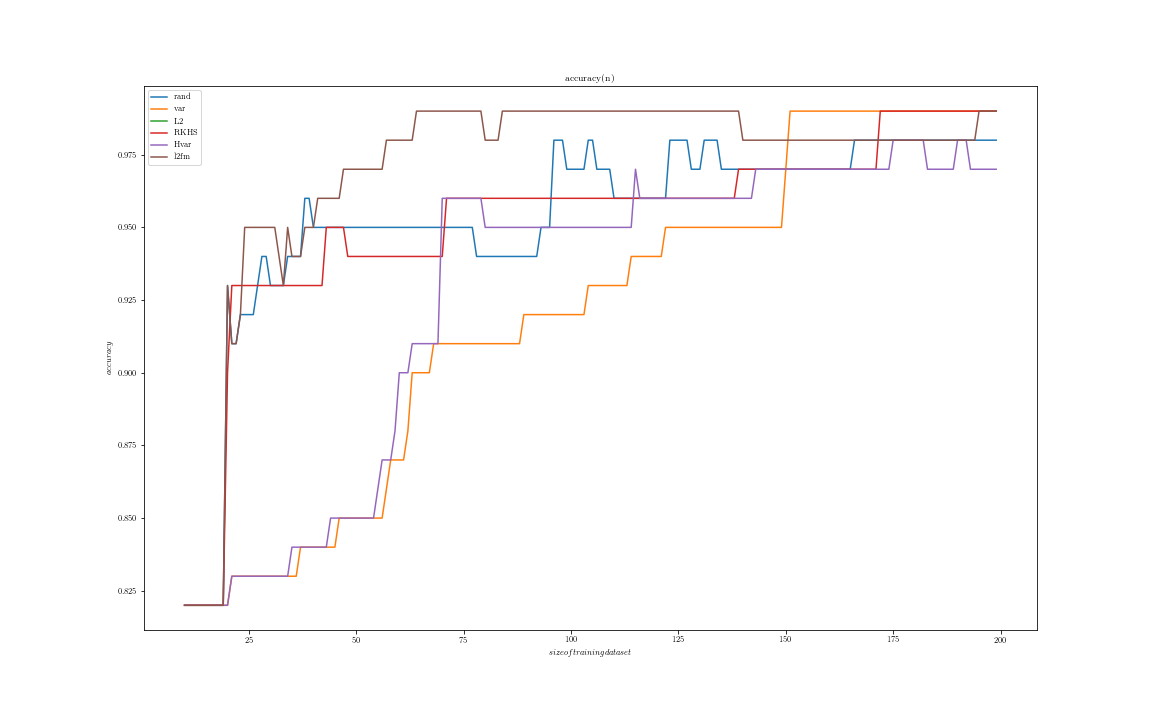 accuracy(n)
rand
var
L2
RKHS
Hvar
l2fm
0.975
0.950
0.925
0.900
0.875
0.850
0.825
accuracy
25 50 75 100 125 150 175 200
sizeoftrainingdataset